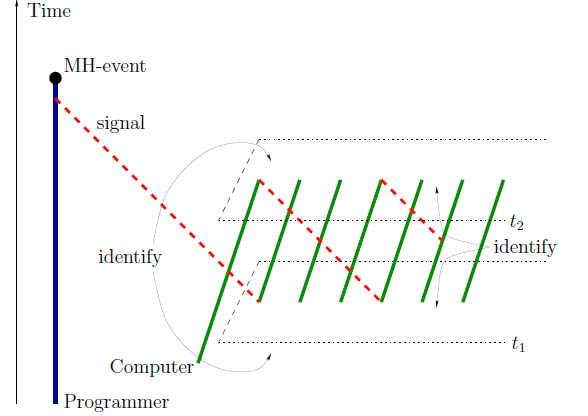 Time
MH-event
signal
t₂
identify
identify
t₁
Computer
Programmer